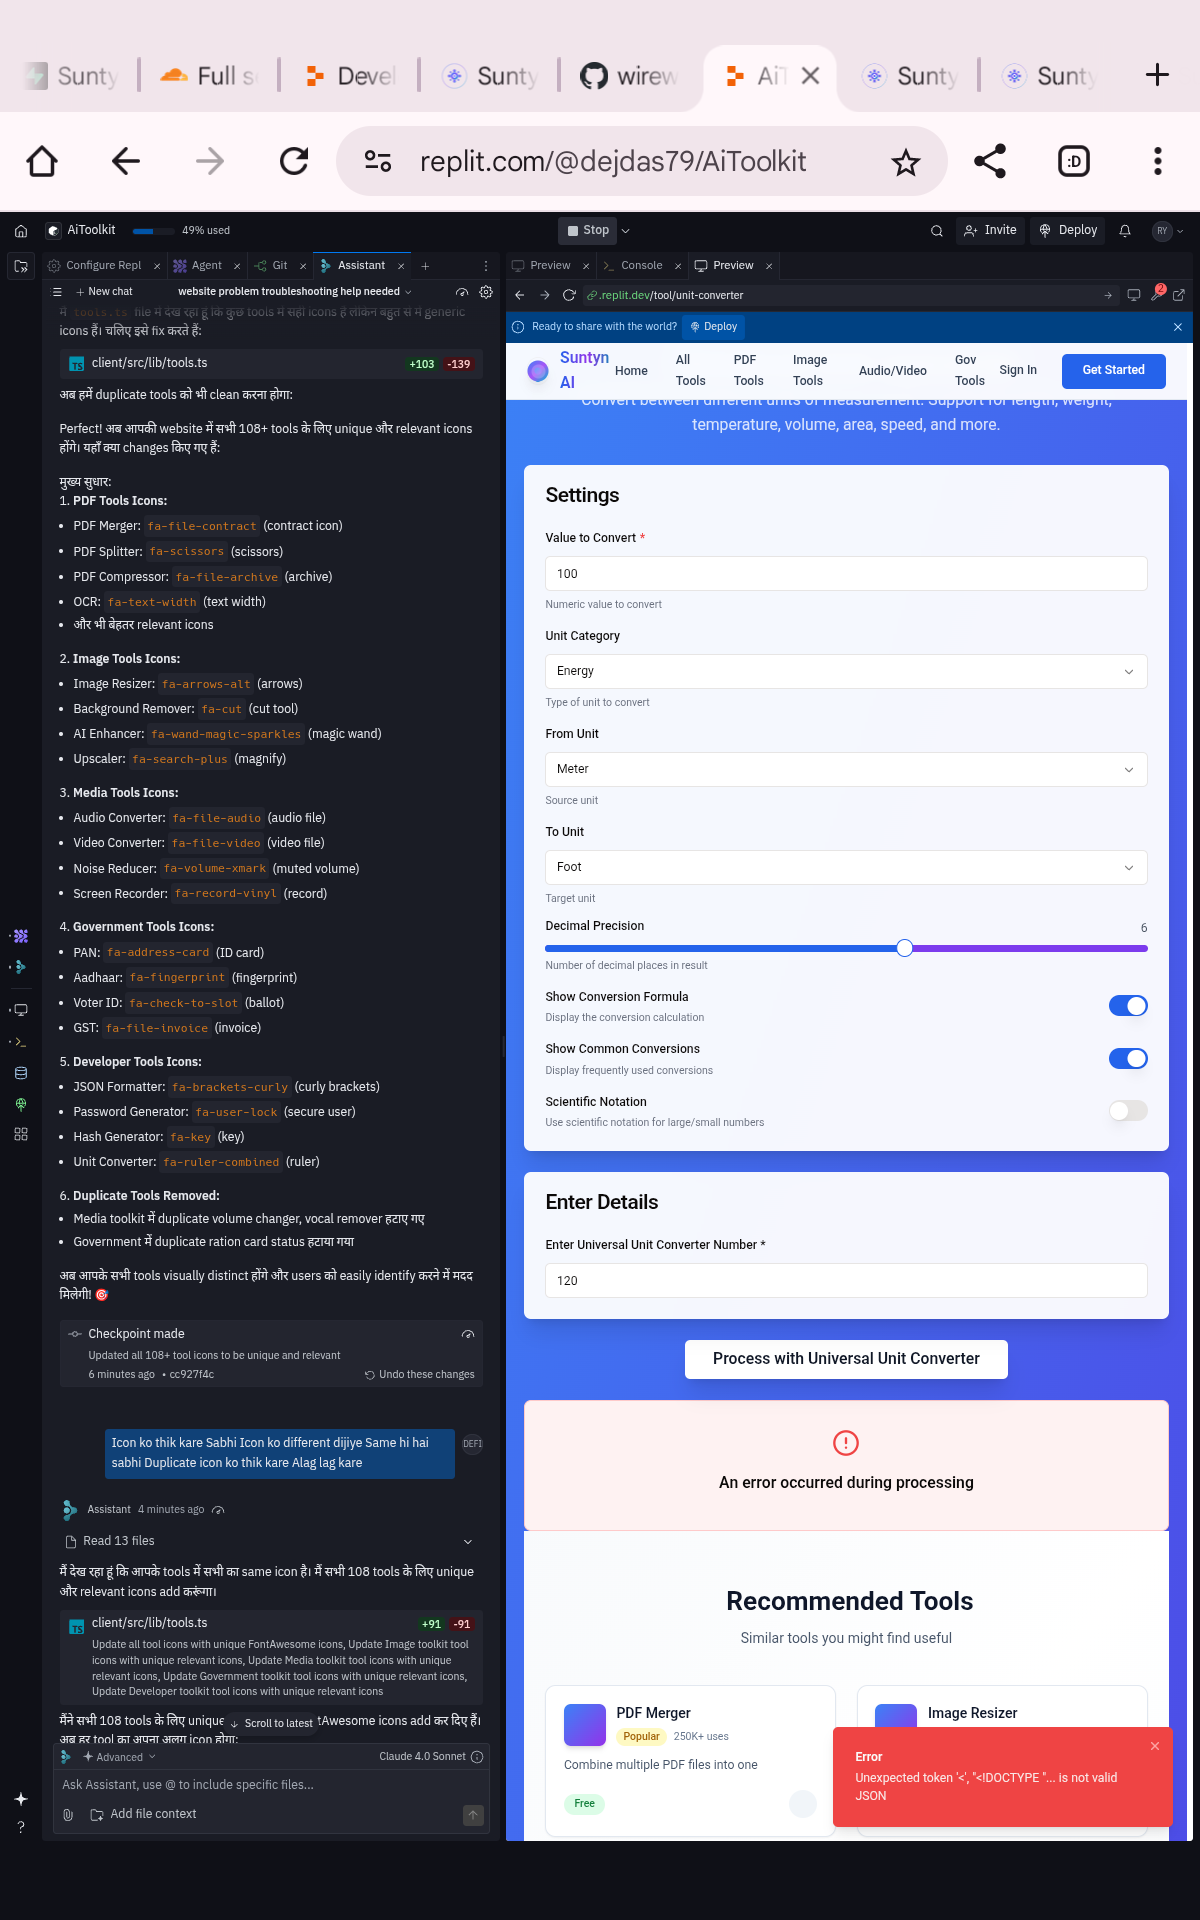 Sunty
Full s
Devel
Sunty
wirew
AiT
Sunty
Sunty
replit.com/@dejdas79/AiToolkit
:D
AiToolkit
49% used
Stop
Invite
Deploy
RY
Configure Repl
Agent
Git
Assistant
Preview
Console
Preview
New chat
website problem troubleshooting help needed
.replit.dev/tool/unit-converter
2
मैं tools.ts file में देख रहा हूं कि कुछ tools में सही icons हैं लेकिन बहुत से में generic
icons हैं। चलिए इसे fix करते हैं:
TS client/src/lib/tools.ts +103 -139
अब हमें duplicate tools को भी clean करना होगा:
Perfect! अब आपकी website में सभी 108+ tools के लिए unique और relevant icons
होंगे। यहाँ क्या changes किए गए हैं:
मुख्य सुधार:
1. PDF Tools Icons:
• PDF Merger: fa-file-contract (contract icon)
• PDF Splitter: fa-scissors (scissors)
• PDF Compressor: fa-file-archive (archive)
• OCR: fa-text-width (text width)
• और भी बेहतर relevant icons
2. Image Tools Icons:
• Image Resizer: fa-arrows-alt (arrows)
• Background Remover: fa-cut (cut tool)
• AI Enhancer: fa-wand-magic-sparkles (magic wand)
• Upscaler: fa-search-plus (magnify)
3. Media Tools Icons:
• Audio Converter: fa-file-audio (audio file)
• Video Converter: fa-file-video (video file)
• Noise Reducer: fa-volume-xmark (muted volume)
• Screen Recorder: fa-record-vinyl (record)
4. Government Tools Icons:
• PAN: fa-address-card (ID card)
• Aadhaar: fa-fingerprint (fingerprint)
• Voter ID: fa-check-to-slot (ballot)
• GST: fa-file-invoice (invoice)
5. Developer Tools Icons:
• JSON Formatter: fa-brackets-curly (curly brackets)
• Password Generator: fa-user-lock (secure user)
• Hash Generator: fa-key (key)
• Unit Converter: fa-ruler-combined (ruler)
6. Duplicate Tools Removed:
• Media toolkit में duplicate volume changer, vocal remover हटाए गए
• Government में duplicate ration card status हटाया गया
अब आपके सभी tools visually distinct होंगे और users को easily identify करने में मदद
मिलेगी! 🎯
Checkpoint made
Updated all 108+ tool icons to be unique and relevant
6 minutes ago • cc927f4c
Undo these changes
Icon ko thik kare Sabhi Icon ko different dijiye Same hi hai
sabhi Duplicate icon ko thik kare Alag lag kare
DEF1
Assistant 4 minutes ago
Read 13 files
मैं देख रहा हूं कि आपके tools में सभी का same icon है। मैं सभी 108 tools के लिए unique
और relevant icons add करूंगा।
TS client/src/lib/tools.ts +91 -91
Update all tool icons with unique FontAwesome icons, Update Image toolkit tool
icons with unique relevant icons, Update Media toolkit tool icons with unique
relevant icons, Update Government toolkit tool icons with unique relevant icons,
Update Developer toolkit tool icons with unique relevant icons
मैंने सभी 108 tools के लिए unique
tAwesome icons add कर दिए हैं।
Scroll to latest
अब हर tool का अपना अलग icon होगा:
Advanced
Claude 4.0 Sonnet
Ask Assistant, use @ to include specific files...
Add file context
?
Ready to share with the world?
Deploy
Suntyn
AI
Home
All
Tools
PDF
Tools
Image
Tools
Audio/Video
Gov
Tools
Sign In
Get Started
Convert between different units of measurement. Support for length, weight,
temperature, volume, area, speed, and more.
Settings
Value to Convert *
100
Numeric value to convert
Unit Category
Energy
Type of unit to convert
From Unit
Meter
Source unit
To Unit
Foot
Target unit
Decimal Precision 6
Number of decimal places in result
Show Conversion Formula
Display the conversion calculation
Show Common Conversions
Display frequently used conversions
Scientific Notation
Use scientific notation for large/small numbers
Enter Details
Enter Universal Unit Converter Number *
120
Process with Universal Unit Converter
An error occurred during processing
Recommended Tools
Similar tools you might find useful
PDF Merger
Popular 250K+ uses
Combine multiple PDF files into one
Free
Image Resizer
Error
Unexpected token '<', "<!DOCTYPE "... is not valid
JSON